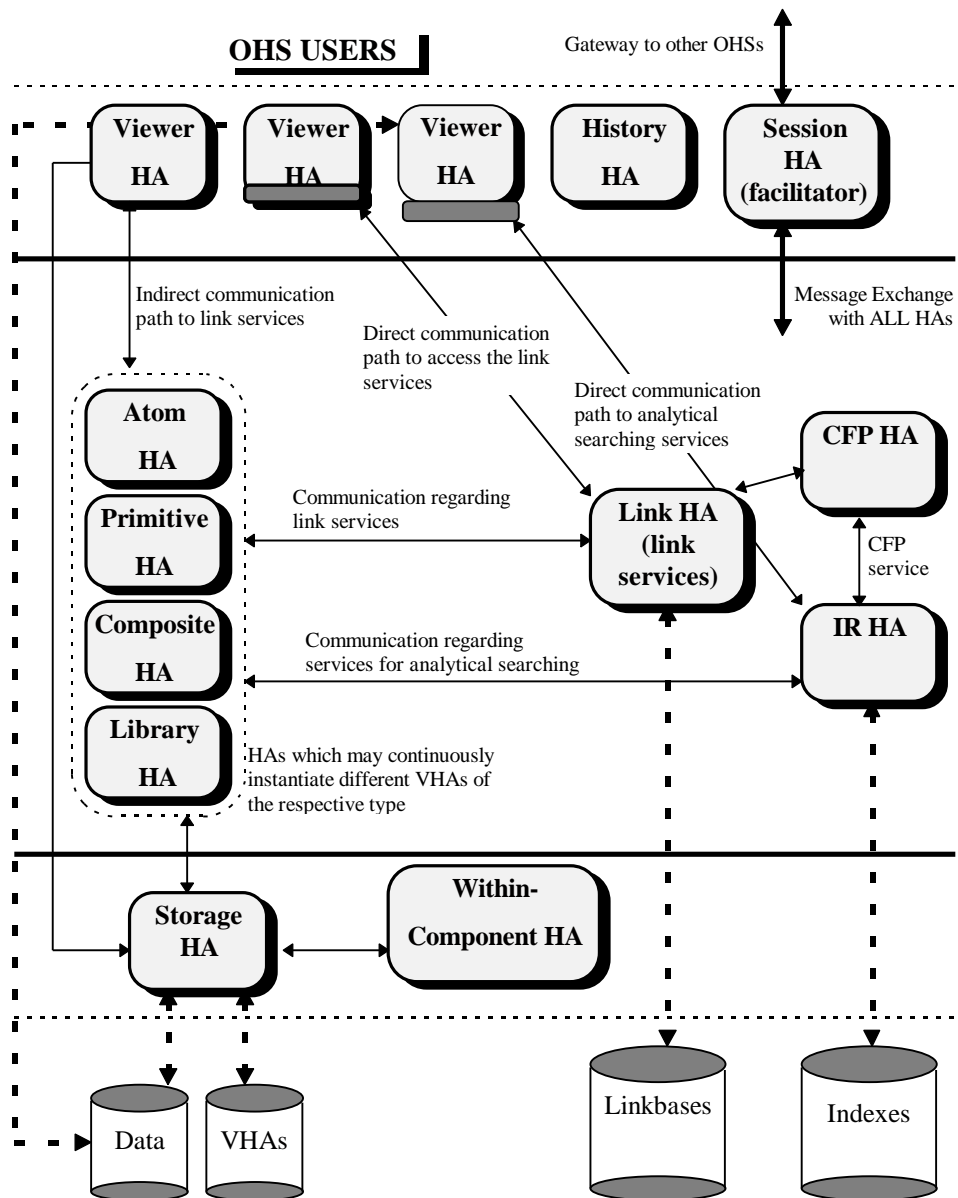 Gateway to other OHSs
OHS USERS
Viewer
HA
Viewer
HA
Viewer
HA
History
HA
Session
HA
(facilitator)
Indirect communication
path to link services
Direct communication
path to access the link
services
Message Exchange
with ALL HAs
Direct communication
path to analytical
searching services
Atom
HA
Primitive
HA
Composite
HA
Library
HA
Communication regarding
link services
Link HA
(link
services)
CFP HA
CFP
service
IR HA
Communication regarding
services for analytical searching
HAs which may continuously
instantiate different VHAs of
the respective type
Storage
HA
Within-
Component HA
Data
VHAs
Linkbases
Indexes